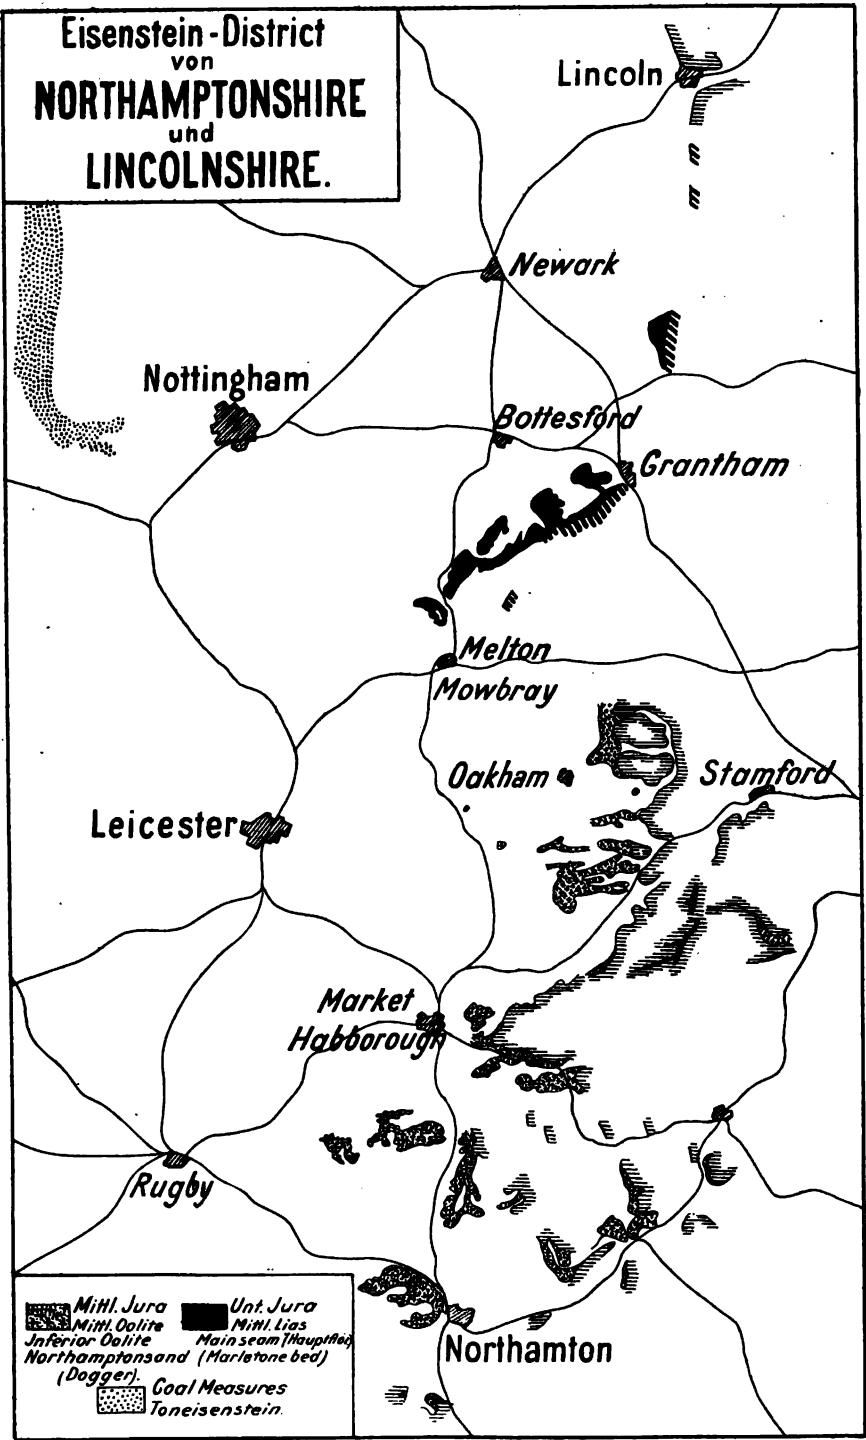 Eisenstein-District
von
NORTHAMPTONSHIRE
und
LINCOLNSHIRE.
Lincoln
Newark
Nottingham
Bottesford
Grantham
Melton
Mowbray
Oakham
Stamford
Leicester
Market
Habborough
Rugby
Northamton
Mittl. Jura
Mittl. Oolite
Jnferior Oolite
Northamptonsand
(Dogger).
Unt. Jura
Mittl. Lias
Main seam (Hauptflöz)
(Marlstone bed)
Coal Measures
Toneisenstein.